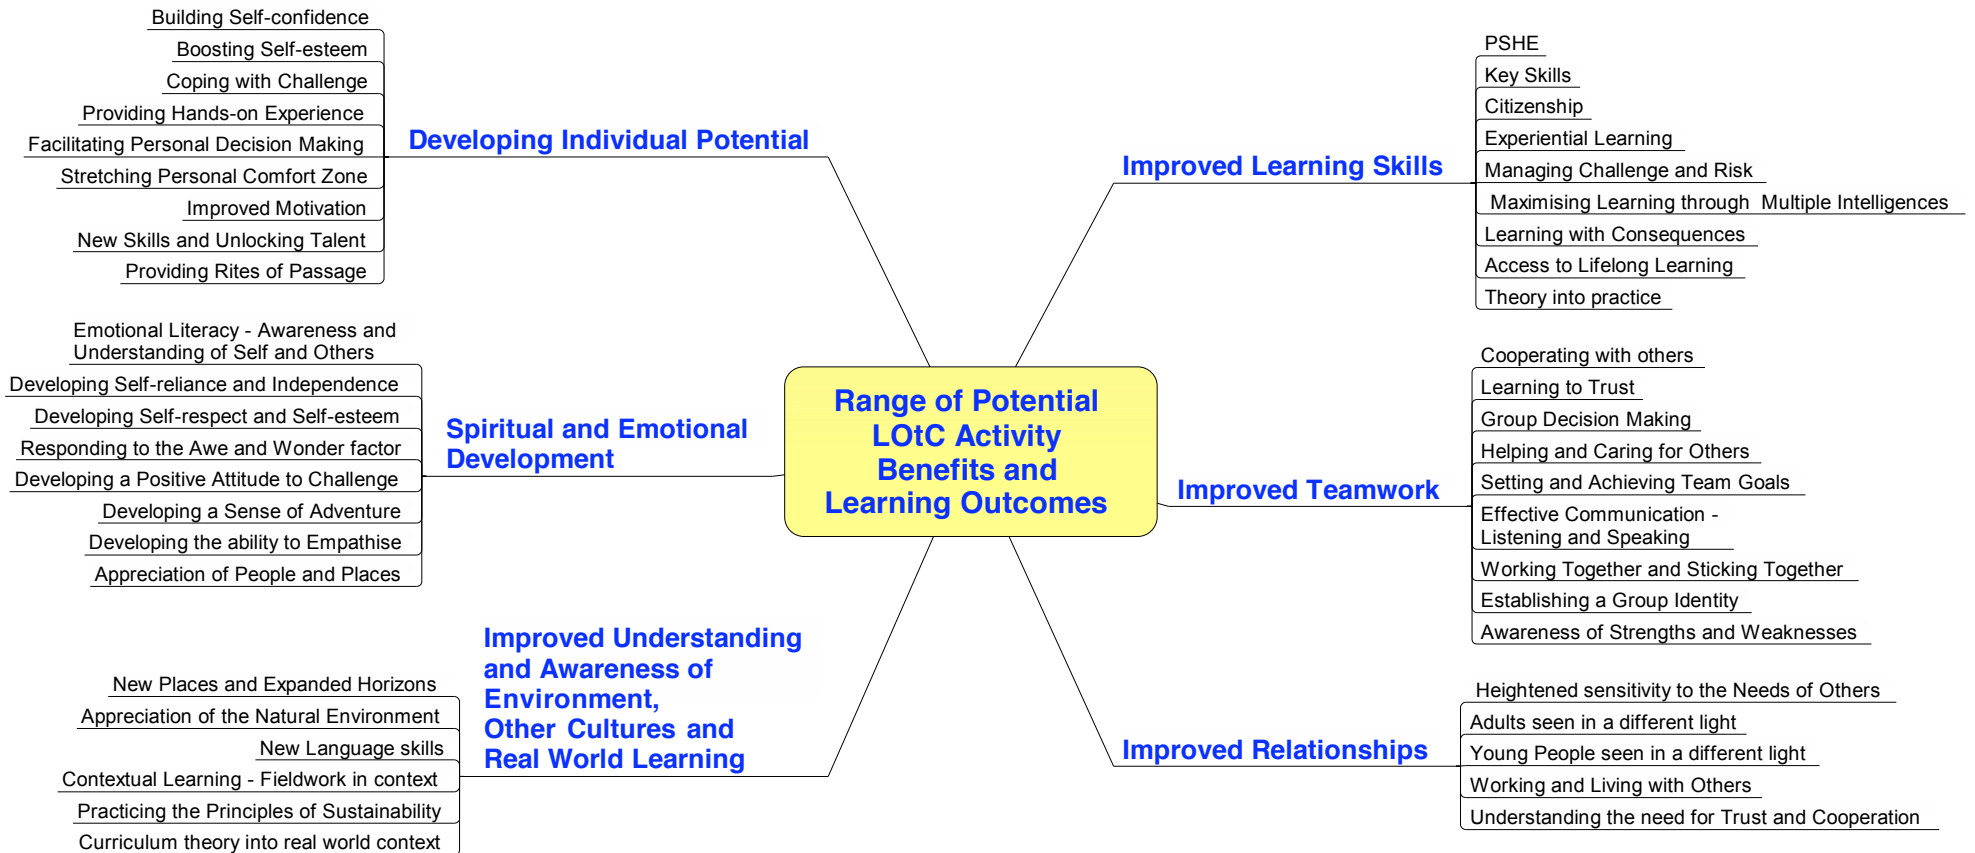 Range of Potential
LOtC Activity
Benefits and
Learning Outcomes
Developing Individual Potential
Building Self-confidence
Boosting Self-esteem
Coping with Challenge
Providing Hands-on Experience
Facilitating Personal Decision Making
Stretching Personal Comfort Zone
Improved Motivation
New Skills and Unlocking Talent
Providing Rites of Passage
Spiritual and Emotional
Development
Emotional Literacy - Awareness and
Understanding of Self and Others
Developing Self-reliance and Independence
Developing Self-respect and Self-esteem
Responding to the Awe and Wonder factor
Developing a Positive Attitude to Challenge
Developing a Sense of Adventure
Developing the ability to Empathise
Appreciation of People and Places
Improved Understanding
and Awareness of
Environment,
Other Cultures and
Real World Learning
New Places and Expanded Horizons
Appreciation of the Natural Environment
New Language skills
Contextual Learning - Fieldwork in context
Practicing the Principles of Sustainability
Curriculum theory into real world context
Improved Learning Skills
PSHE
Key Skills
Citizenship
Experiential Learning
Managing Challenge and Risk
Maximising Learning through Multiple Intelligences
Learning with Consequences
Access to Lifelong Learning
Theory into practice
Improved Teamwork
Cooperating with others
Learning to Trust
Group Decision Making
Helping and Caring for Others
Setting and Achieving Team Goals
Effective Communication -
Listening and Speaking
Working Together and Sticking Together
Establishing a Group Identity
Awareness of Strengths and Weaknesses
Improved Relationships
Heightened sensitivity to the Needs of Others
Adults seen in a different light
Young People seen in a different light
Working and Living with Others
Understanding the need for Trust and Cooperation